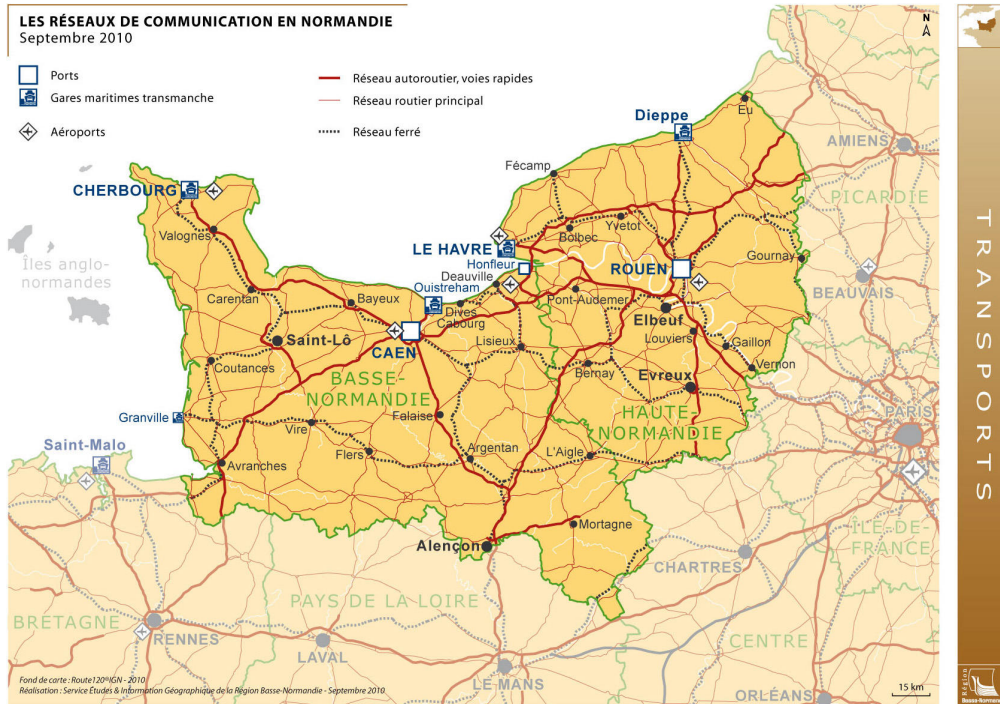 LES RÉSEAUX DE COMMUNICATION EN NORMANDIE
Septembre 2010
Ports
Gares maritimes transmanche
Aéroports
Réseau autoroutier, voies rapides
Réseau routier principal
Réseau ferré
N
Dieppe
Eu
AMIENS
Fécamp
PICARDIE
CHERBOURG
Valognes
Yvetot
Bolbec
LE HAVRE
Honfleur
ROUEN
Gournay
Îles anglo-
normandes
Deauville
Ouistreham
BEAUVAIS
Carentan
Bayeux
Pont-Audemer
Dives
Cabourg
Elbeuf
Saint-Lô
CAEN
Louviers
Lisieux
Gaillon
Coutances
Bernay
Vernon
BASSE-
NORMANDIE
Evreux
Granville
Falaise
HAUTE-
NORMANDIE
PARIS
Vire
Saint-Malo
Flers
Argentan
L'Aigle
Avranches
Mortagne
ÎLE-DE-
FRANCE
Alençon
CHARTRES
PAYS DE LA LOIRE
BRETAGNE
RENNES
LAVAL
CENTRE
LE MANS
ORLÉANS
Fond de carte : Route120®IGN - 2010
Réalisation : Service Études & Information Géographique de la Région Basse-Normandie - Septembre 2010
15 km
TRANSPORTS
Région
Basse-Normandie